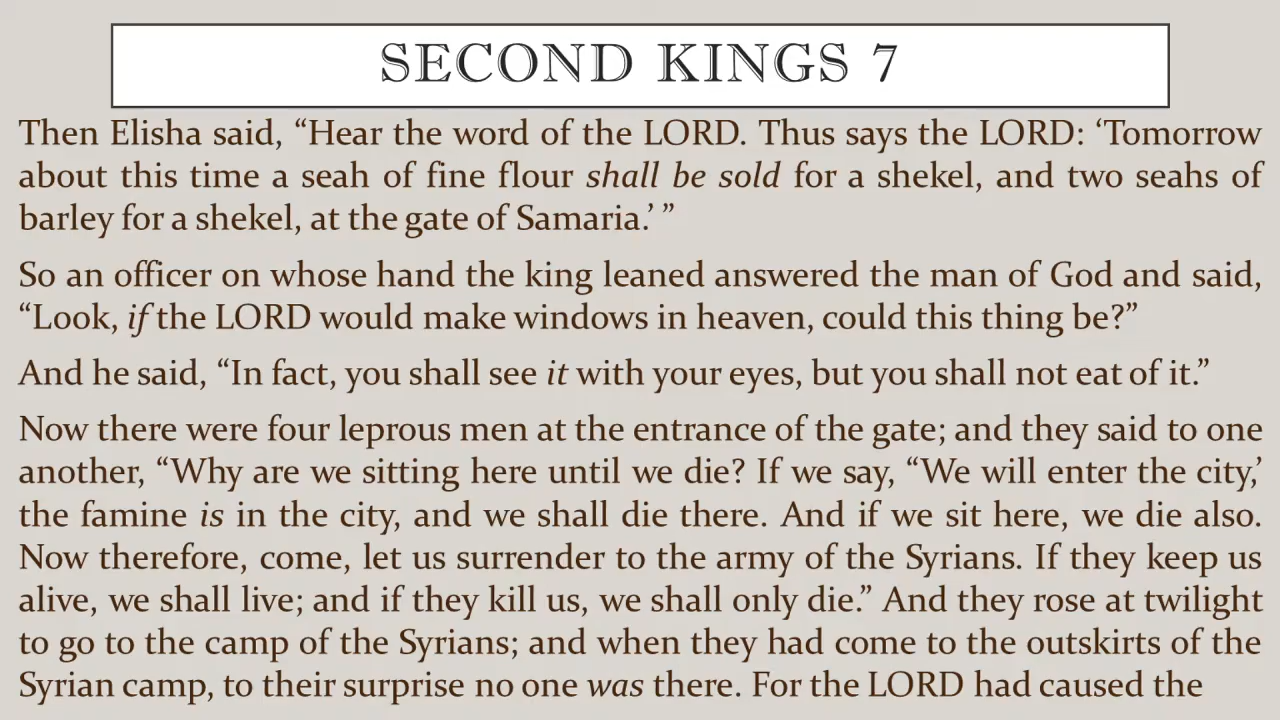 SECOND KINGS 7
Then Elisha said, “Hear the word of the LORD. Thus says the LORD: ‘Tomorrow
about this time a seah of fine flour shall be sold for a shekel, and two seahs of
barley for a shekel, at the gate of Samaria.’ ”
So an officer on whose hand the king leaned answered the man of God and said,
“Look, if the LORD would make windows in heaven, could this thing be?”
And he said, “In fact, you shall see it with your eyes, but you shall not eat of it.”
Now there were four leprous men at the entrance of the gate; and they said to one
another, “Why are we sitting here until we die? If we say, “We will enter the city,’
the famine is in the city, and we shall die there. And if we sit here, we die also.
Now therefore, come, let us surrender to the army of the Syrians. If they keep us
alive, we shall live; and if they kill us, we shall only die.” And they rose at twilight
to go to the camp of the Syrians; and when they had come to the outskirts of the
Syrian camp, to their surprise no one was there. For the LORD had caused the